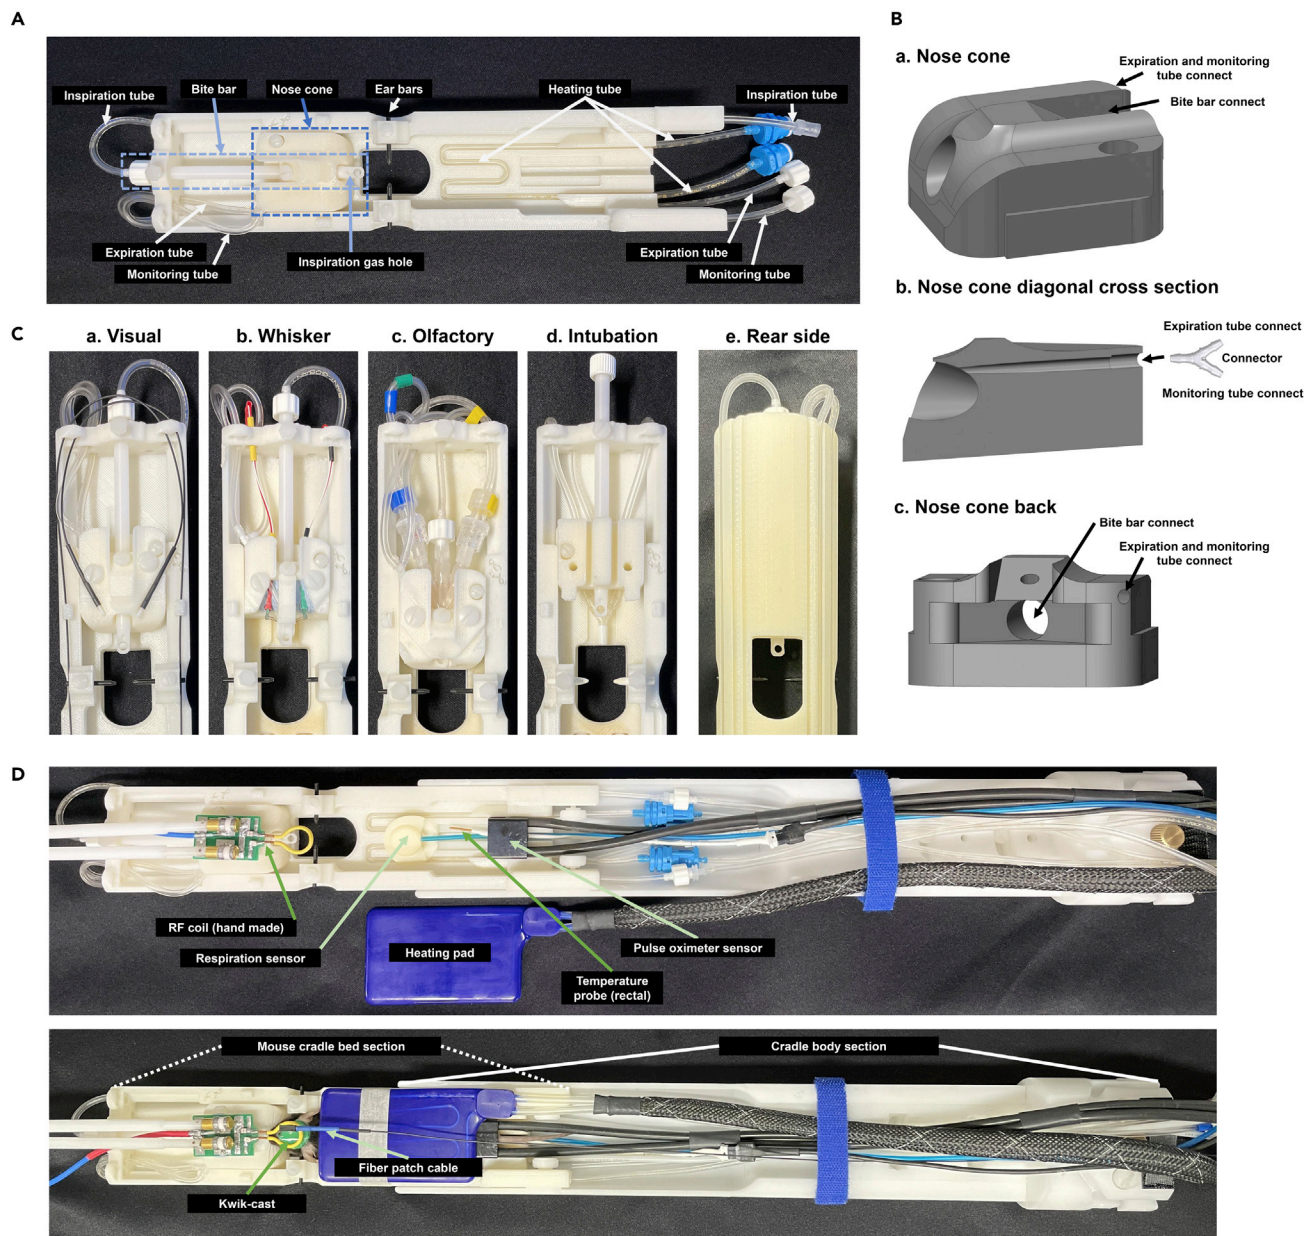 A
Inspiration tube
Bite bar
Nose cone
Ear bars
Heating tube
Inspiration tube
Expiration tube
Monitoring tube
Inspiration gas hole
Expiration tube
Monitoring tube
B
a. Nose cone
Expiration and monitoring
tube connect
Bite bar connect
b. Nose cone diagonal cross section
Expiration tube connect
Connector
Monitoring tube connect
c. Nose cone back
Bite bar connect
Expiration and monitoring
tube connect
C
a. Visual
b. Whisker
c. Olfactory
d. Intubation
e. Rear side
D
RF coil (hand made)
Respiration sensor
Heating pad
Pulse oximeter sensor
Temperature
probe (rectal)
Mouse cradle bed section
Cradle body section
Fiber patch cable
Kwik-cast